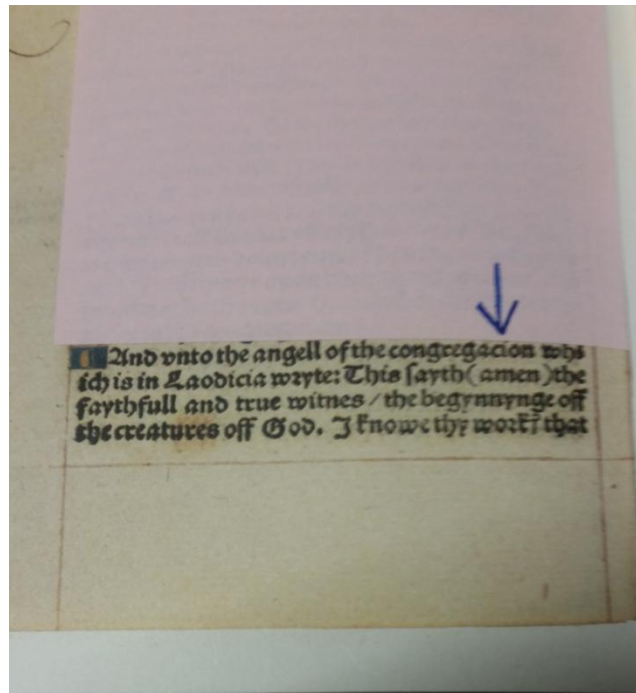 And vnto the angell of the congregacion whi
ich is in Laodicia wryte: This sayth (amen) the
faythfull and true witnes / the begynnynge off
the creatures off God. I knowe thy that